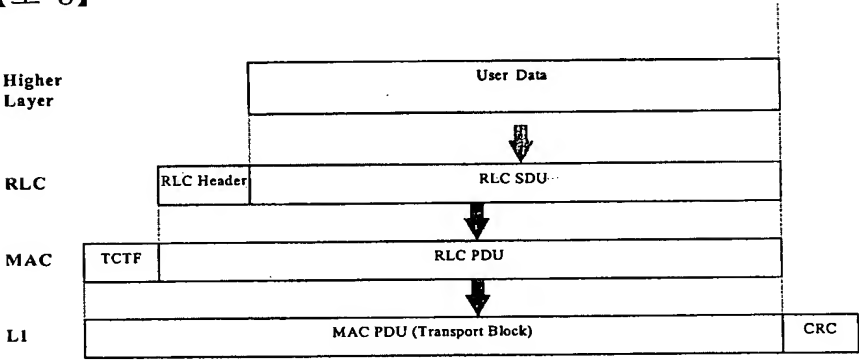 Higher
Layer
User Data
RLC
RLC Header
RLC SDU
MAC
TCTF
RLC PDU
L1
MAC PDU (Transport Block)
CRC